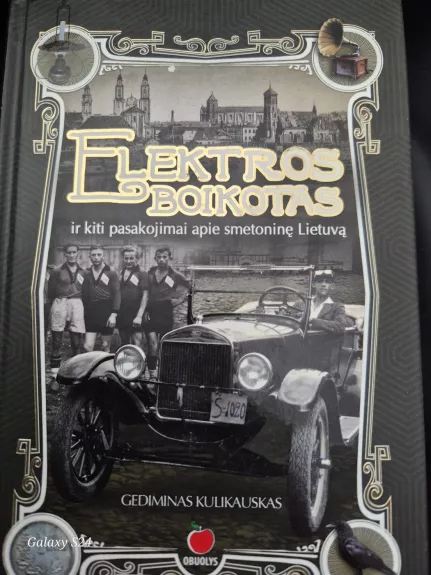 ELEKTROS
BOIKOTAS
ir kiti pasakojimai apie smetoninę Lietuvą
Š-1020
GEDIMINAS KULIKAUSKAS
OBUOLYS
Galaxy S24